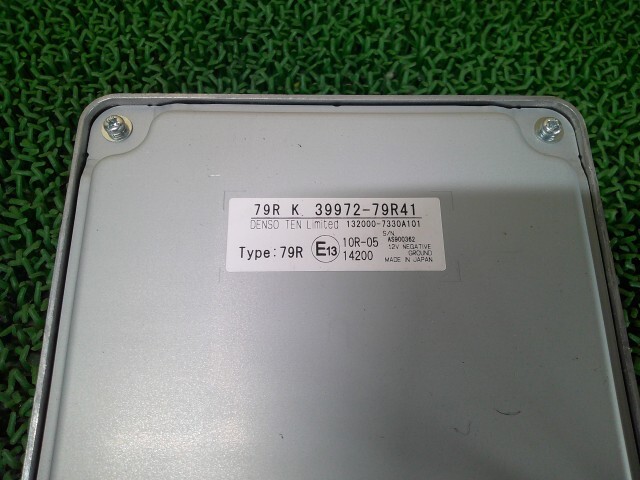 79R K. 39972-79R41
DENSO TEN Limited 132000-7330A101
S/N
AS900362
Type: 79R E13 10R-05 12V NEGATIVE
14200 GROUND
MADE IN JAPAN